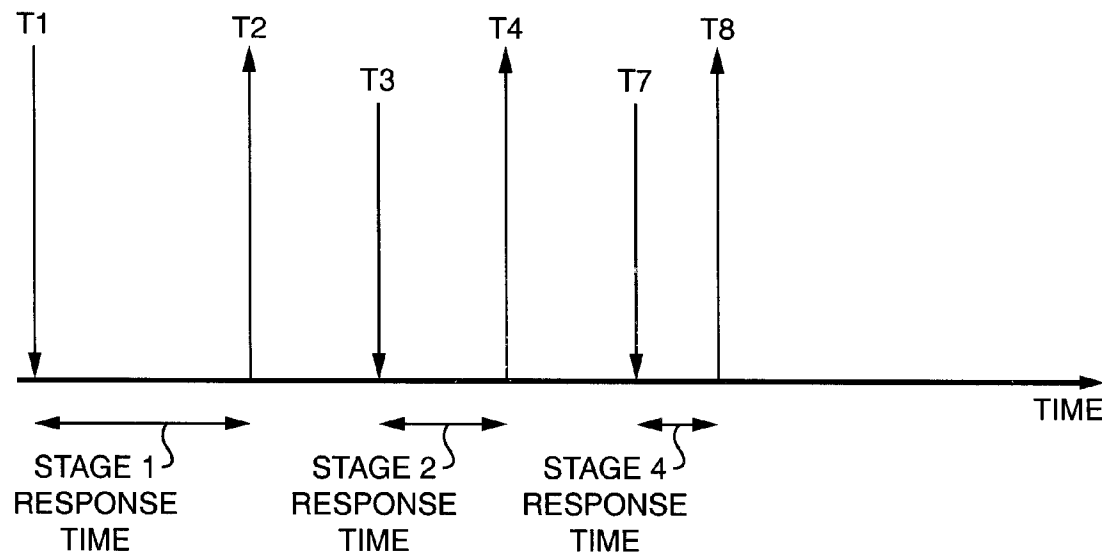 T1
T2
T4
T8
T3
T7
TIME
STAGE 1
RESPONSE
TIME
STAGE 2
RESPONSE
TIME
STAGE 4
RESPONSE
TIME